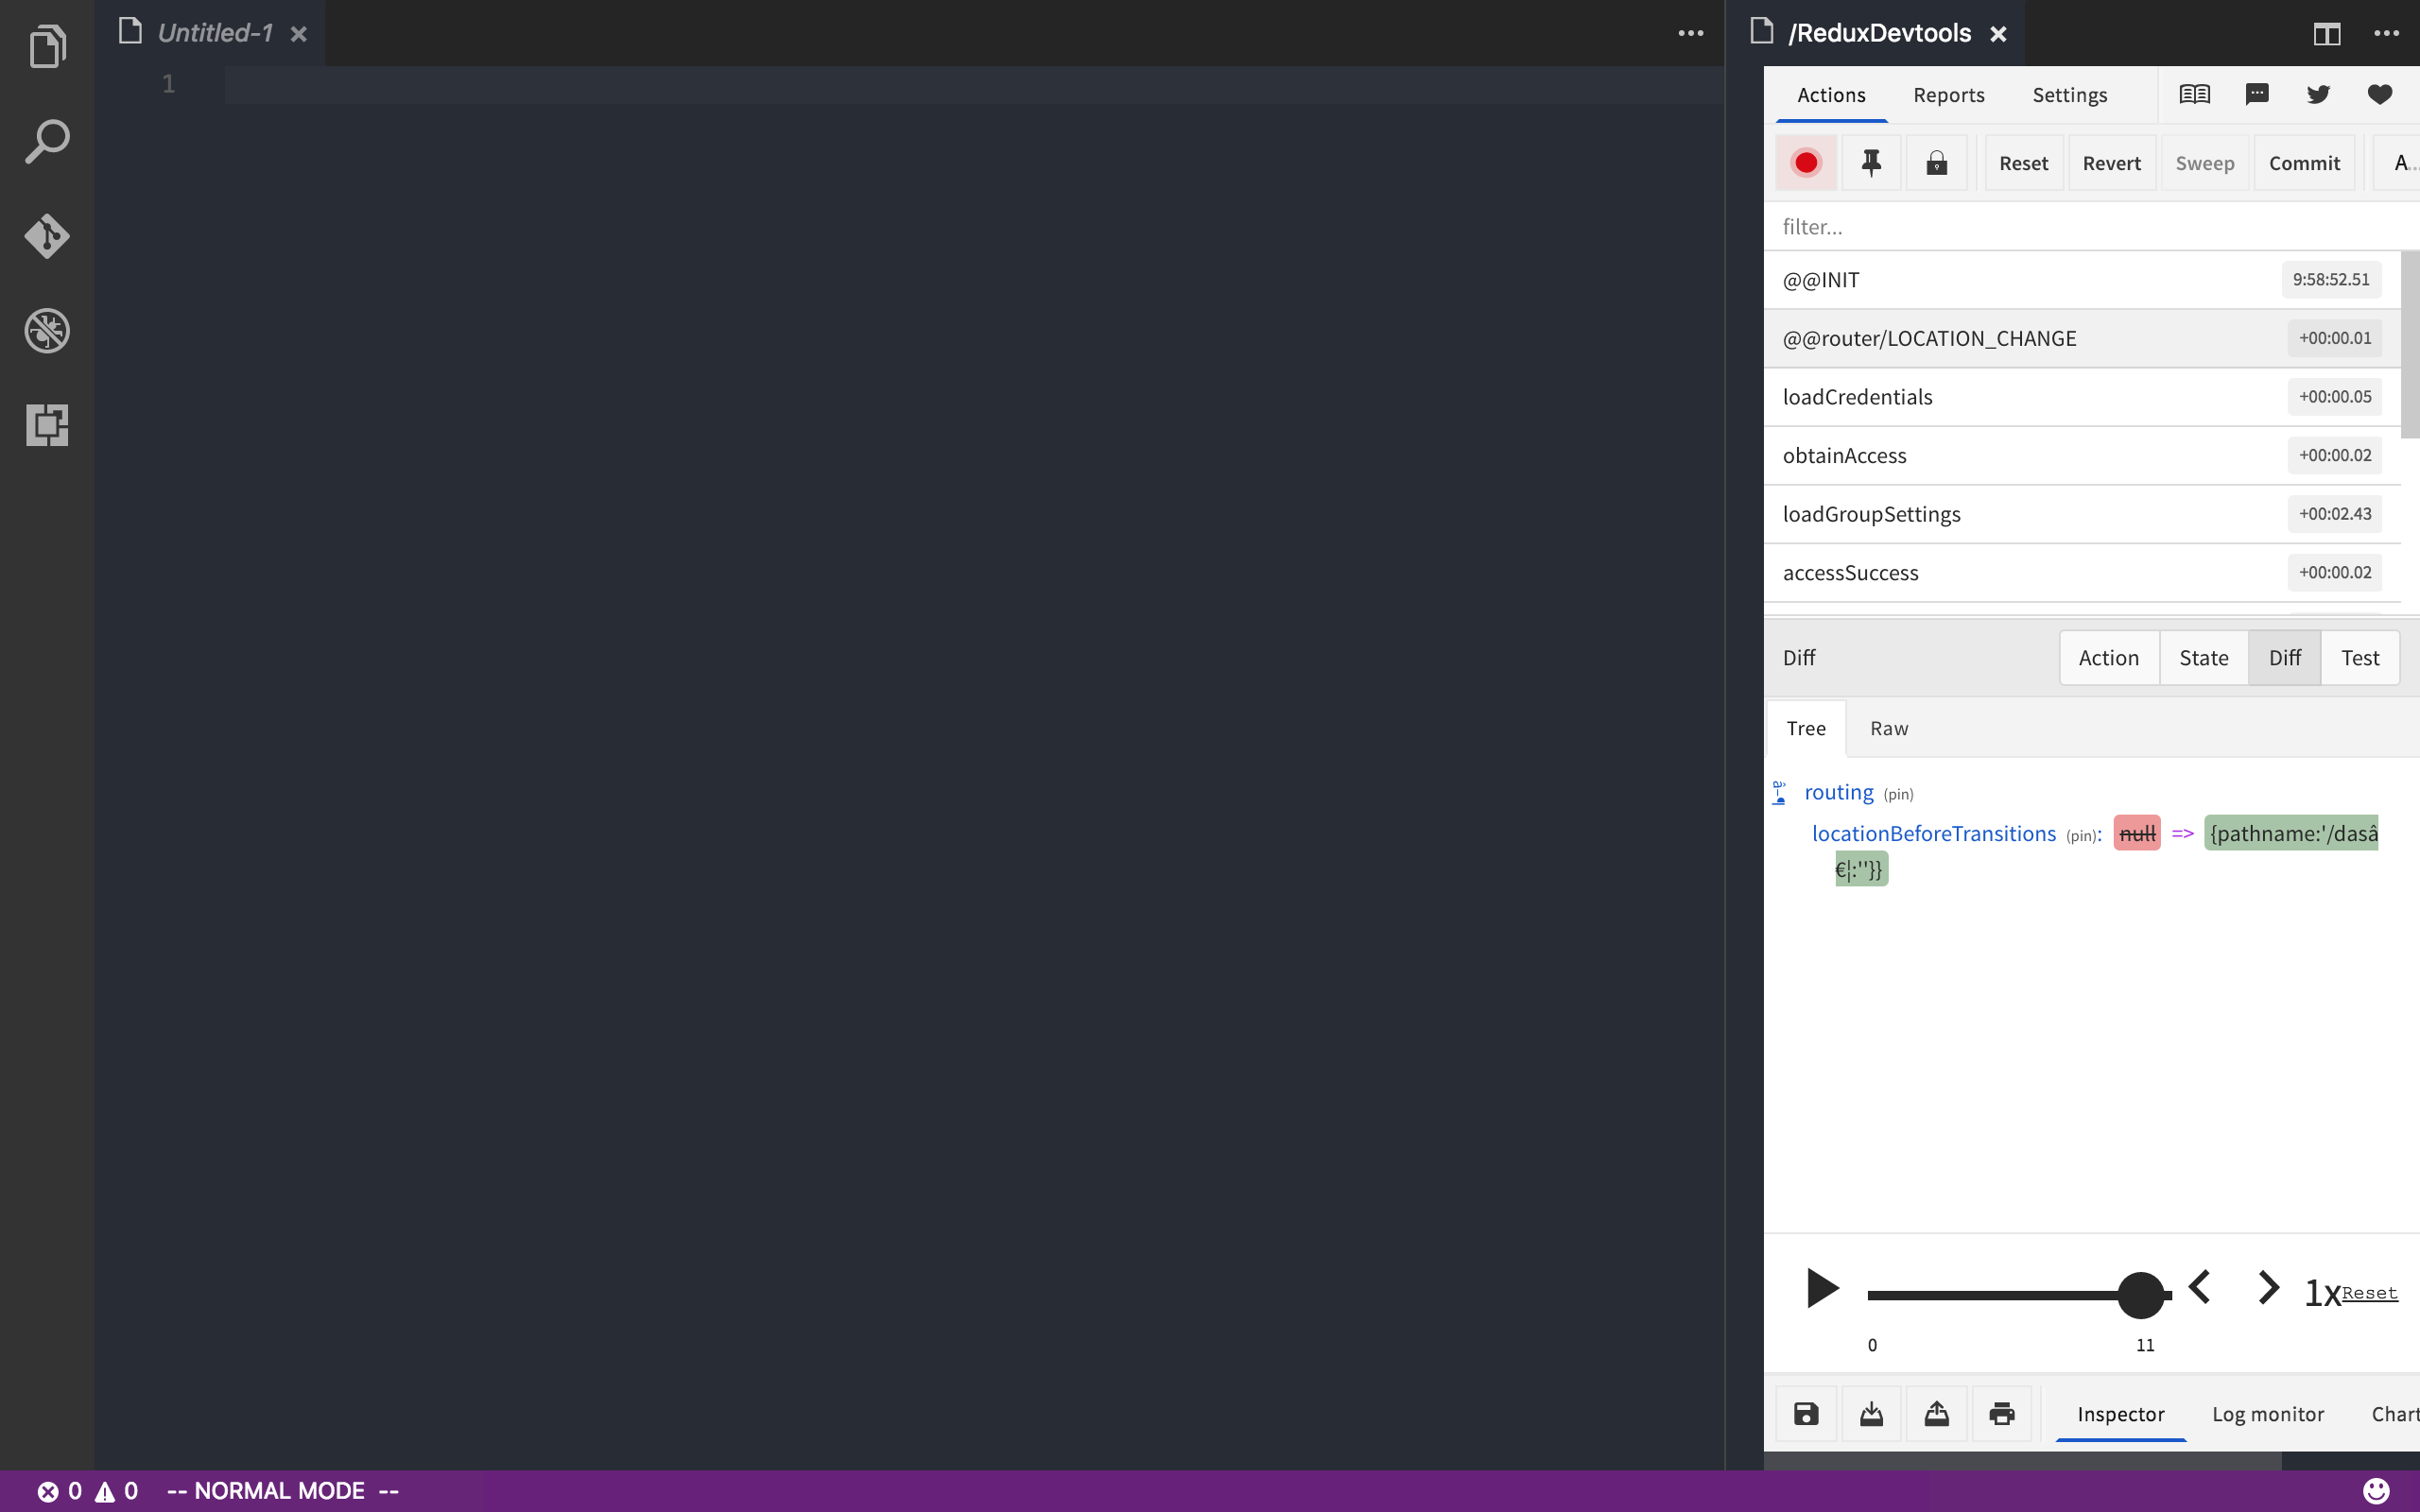 Untitled-1
/ReduxDevtools
1
Actions Reports Settings
Reset Revert Sweep Commit A...
filter...
@@INIT 9:58:52.51
@@router/LOCATION_CHANGE +00:00.01
loadCredentials +00:00.05
obtainAccess +00:00.02
loadGroupSettings +00:02.43
accessSuccess +00:00.02
Diff Action State Diff Test
Tree Raw
routing (pin)
locationBeforeTransitions (pin): null => {pathname:'/dasâ
€¦:''}}
1x Reset
0 11
Inspector Log monitor Chart
0 0 -- NORMAL MODE --